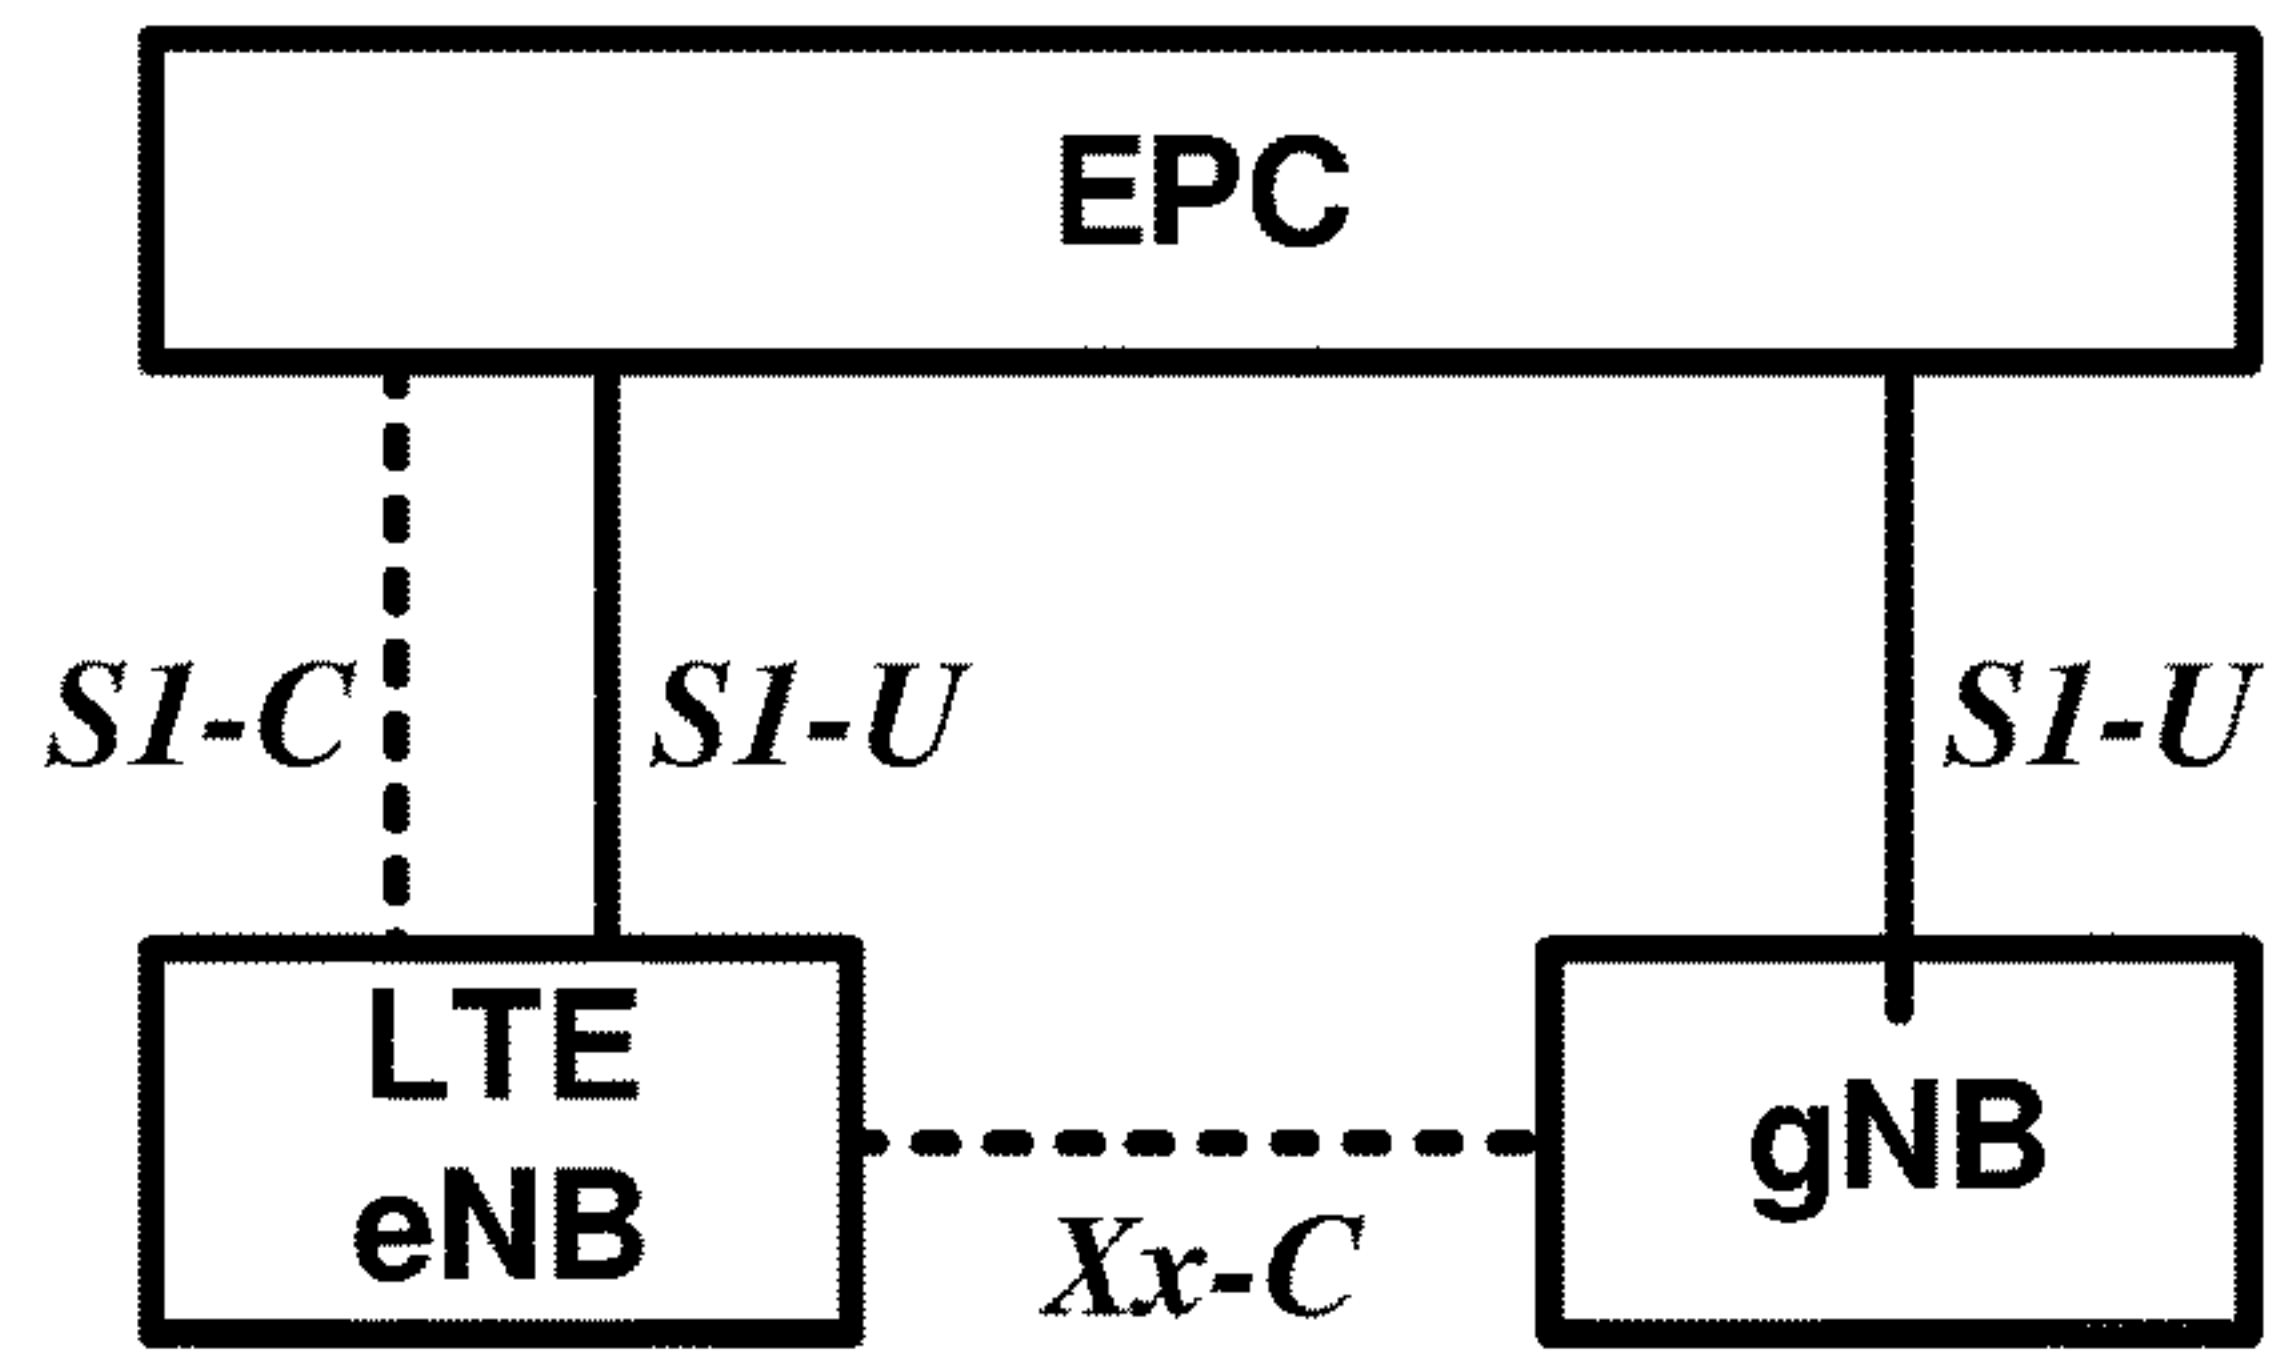 EPC
S1-C
S1-U
S1-U
LTE
eNB
gNB
Xx-C